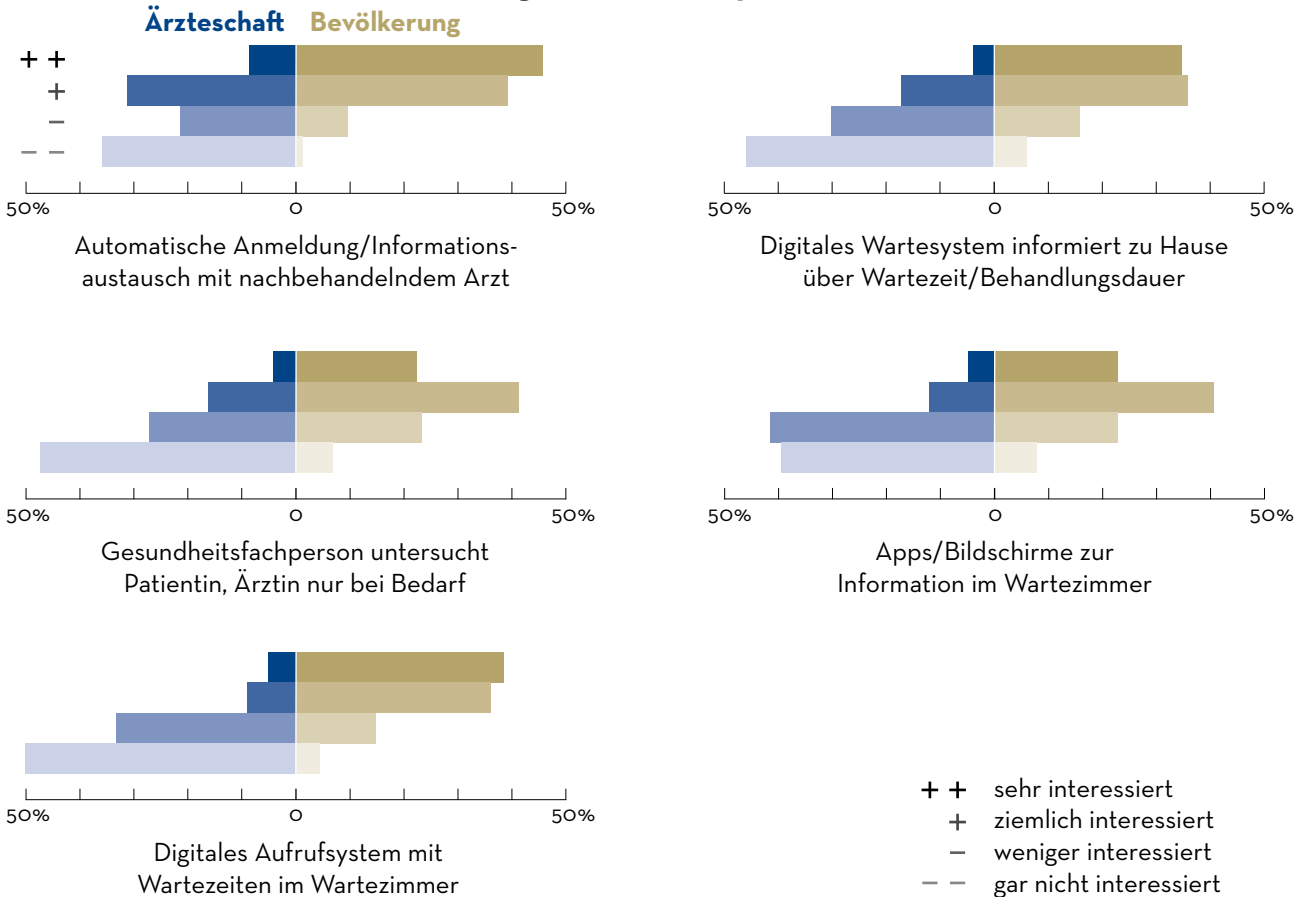 Ärzteschaft Bevölkerung
+ +
+
–
– –
50% 0 50%
Automatische Anmeldung/Informations-
austausch mit nachbehandelndem Arzt
50% 0 50%
Digitales Wartesystem informiert zu Hause
über Wartezeit/Behandlungsdauer
50% 0 50%
Gesundheitsfachperson untersucht
Patientin, Ärztin nur bei Bedarf
50% 0 50%
Apps/Bildschirme zur
Information im Wartezimmer
50% 0 50%
Digitales Aufrufsystem mit
Wartezeiten im Wartezimmer
+ + sehr interessiert
+ ziemlich interessiert
– weniger interessiert
– – gar nicht interessiert